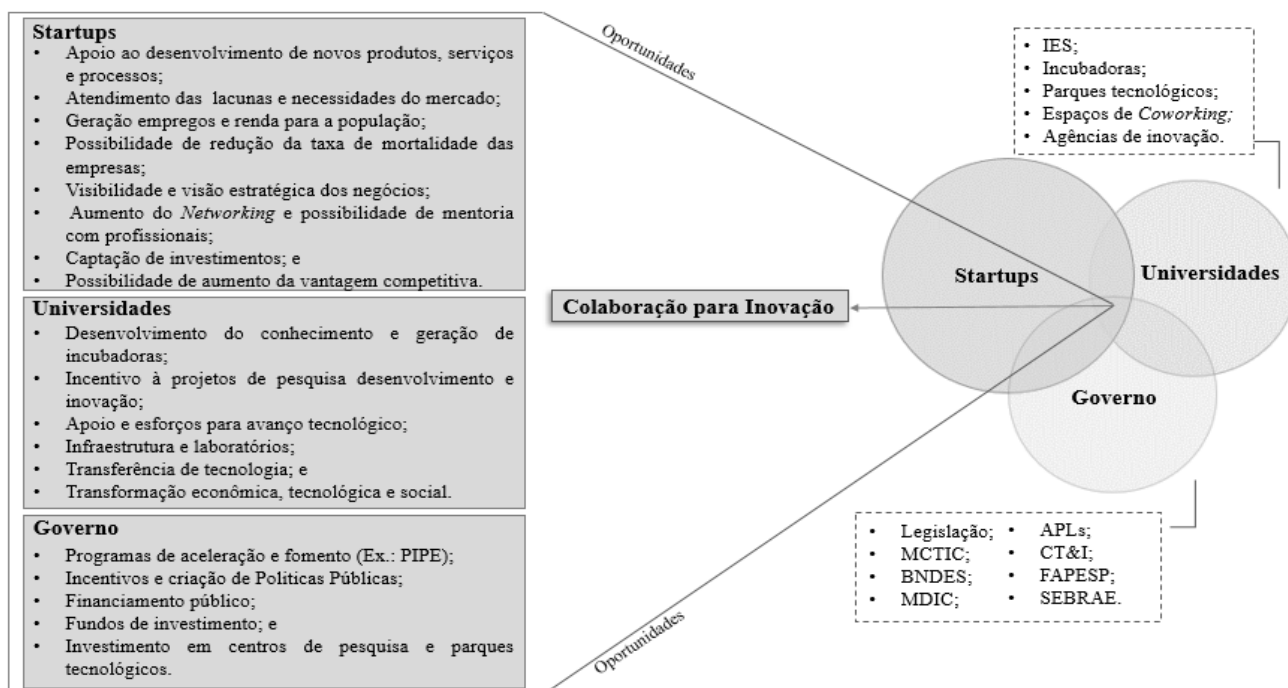 Startups
• Apoio ao desenvolvimento de novos produtos, serviços
e processos;
• Atendimento das lacunas e necessidades do mercado;
• Geração empregos e renda para a população;
• Possibilidade de redução da taxa de mortalidade das
empresas;
• Visibilidade e visão estratégica dos negócios;
• Aumento do Networking e possibilidade de mentoria
com profissionais;
• Captação de investimentos; e
• Possibilidade de aumento da vantagem competitiva.
Universidades
• Desenvolvimento do conhecimento e geração de
incubadoras;
• Incentivo à projetos de pesquisa desenvolvimento e
inovação;
• Apoio e esforços para avanço tecnológico;
• Infraestrutura e laboratórios;
• Transferência de tecnologia; e
• Transformação econômica, tecnológica e social.
Governo
• Programas de aceleração e fomento (Ex.: PIPE);
• Incentivos e criação de Políticas Públicas;
• Financiamento público;
• Fundos de investimento; e
• Investimento em centros de pesquisa e parques
tecnológicos.
Oportunidades
Colaboração para Inovação
Oportunidades
• IES;
• Incubadoras;
• Parques tecnológicos;
• Espaços de Coworking;
• Agências de inovação.
Startups
Universidades
Governo
• Legislação;
• MCTIC;
• BNDES;
• MDIC;
• APLs;
• CT&I;
• FAPESP;
• SEBRAE.